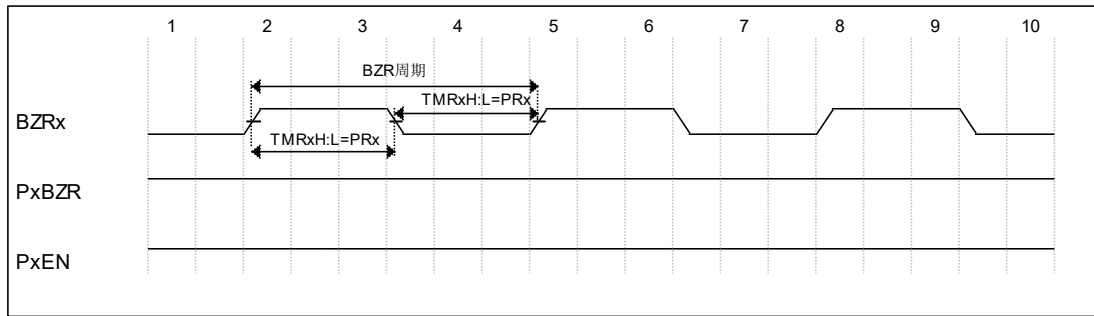 1 2 3 4 5 6 7 8 9 10
BZR周期
TMRxH:L=PRx
BZRx
TMRxH:L=PRx
PxBZR
PxEN